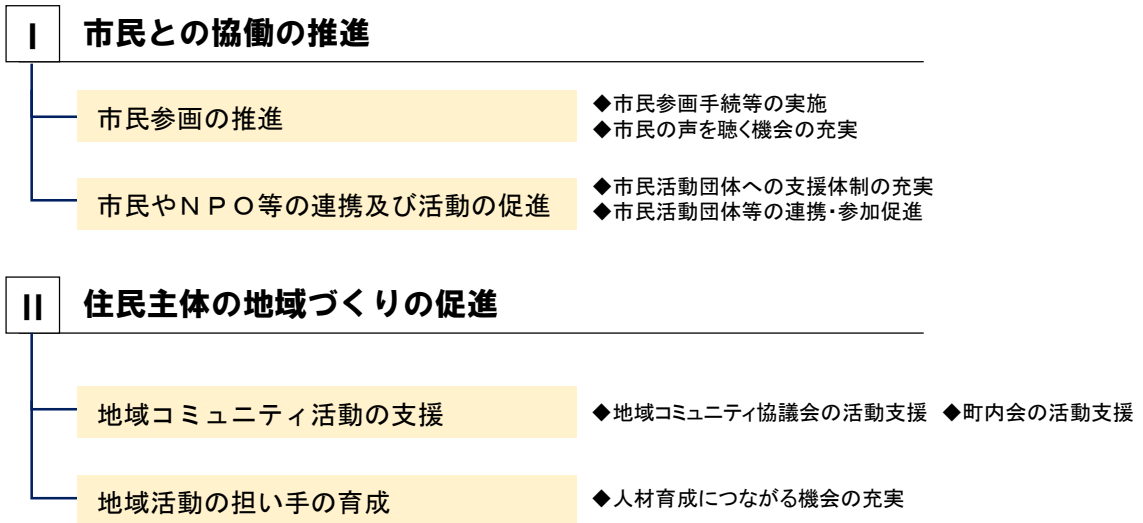 I 市民との協働の推進
市民参画の推進
◆市民参画手続等の実施
◆市民の声を聴く機会の充実
市民やNPO等の連携及び活動の促進
◆市民活動団体への支援体制の充実
◆市民活動団体等の連携・参加促進
II 住民主体の地域づくりの促進
地域コミュニティ活動の支援
◆地域コミュニティ協議会の活動支援 ◆町内会の活動支援
地域活動の担い手の育成
◆人材育成につながる機会の充実